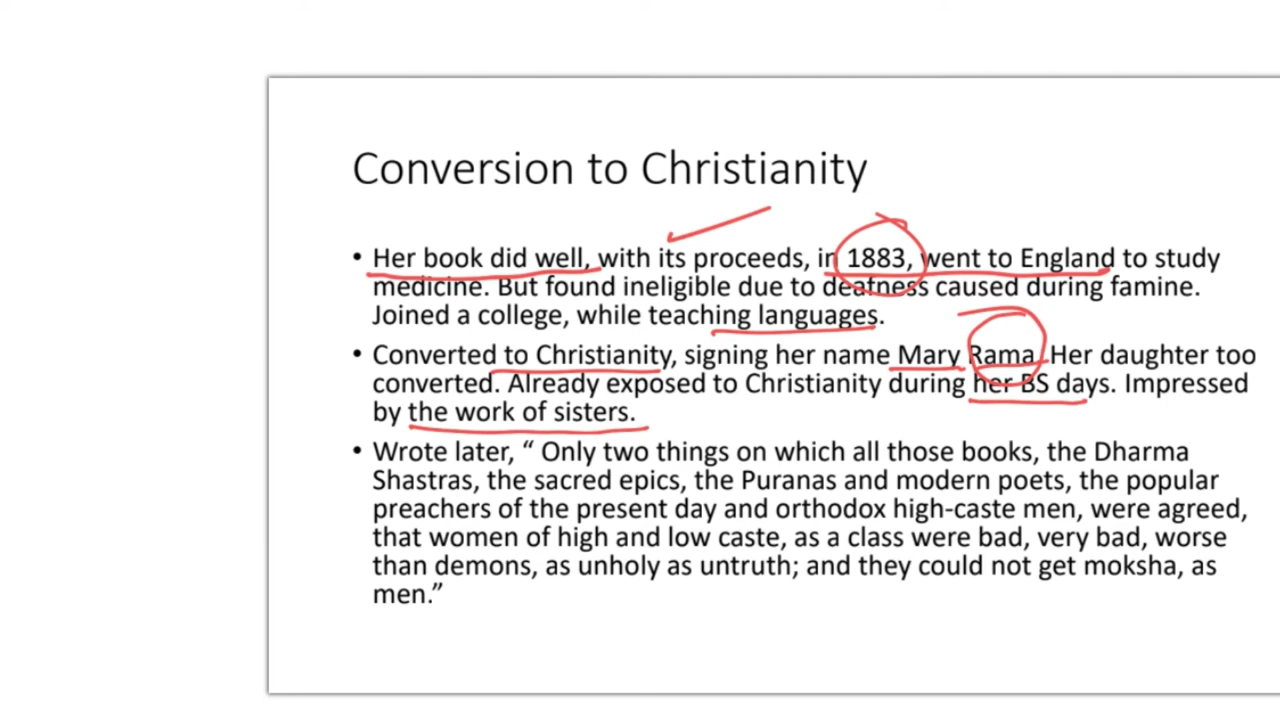 Conversion to Christianity
• Her book did well, with its proceeds, in 1883, went to England to study
medicine. But found ineligible due to deafness caused during famine.
Joined a college, while teaching languages.
• Converted to Christianity, signing her name Mary Rama. Her daughter too
converted. Already exposed to Christianity during her BS days. Impressed
by the work of sisters.
• Wrote later, “ Only two things on which all those books, the Dharma
Shastras, the sacred epics, the Puranas and modern poets, the popular
preachers of the present day and orthodox high-caste men, were agreed,
that women of high and low caste, as a class were bad, very bad, worse
than demons, as unholy as untruth; and they could not get moksha, as
men.”